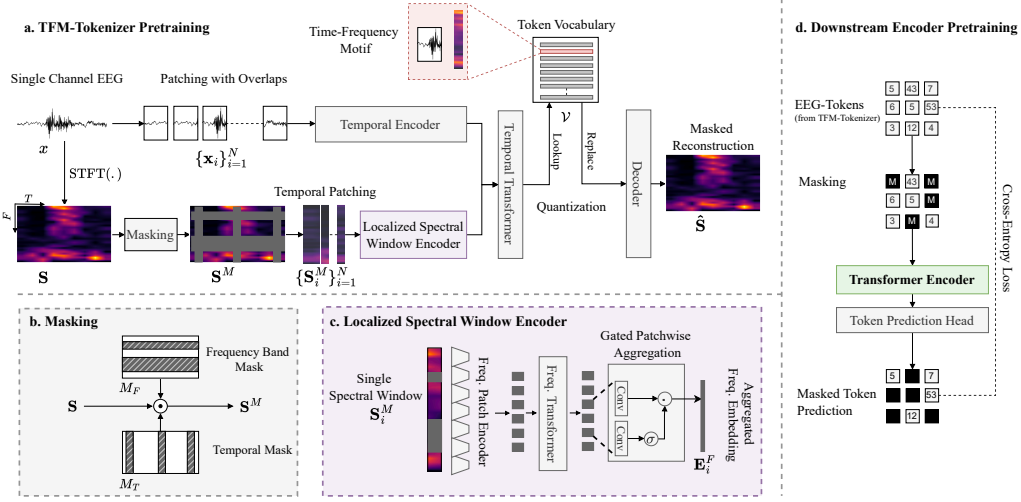 a. TFM-Tokenizer Pretraining
Single Channel EEG
Patching with Overlaps
Time-Frequency
Motif
Token Vocabulary
𝒱
x
{x_i}_{i=1}^N
Temporal Encoder
STFT(.)
T
F
S
Masking
S^M
Temporal Patching
{S_i^M}_{i=1}^N
Localized Spectral
Window Encoder
Temporal Transformer
Lookup
Replace
Quantization
Decoder
Masked
Reconstruction
Ŝ
b. Masking
Frequency Band
Mask
M_F
S
S^M
Temporal Mask
M_T
c. Localized Spectral Window Encoder
Single
Spectral Window
S_i^M
Freq. Patch Encoder
Freq. Transformer
Gated Patchwise
Aggregation
Conv
Conv
σ
E_i^F
Aggregated
Freq. Embedding
d. Downstream Encoder Pretraining
EEG-Tokens
(from TFM-Tokenizer)
5 43 7
6 5 53
3 12 4
Masking
M 43 M
6 5 M
3 M 4
Cross-Entropy Loss
Transformer Encoder
Token Prediction Head
Masked Token
Prediction
5 7
53
12